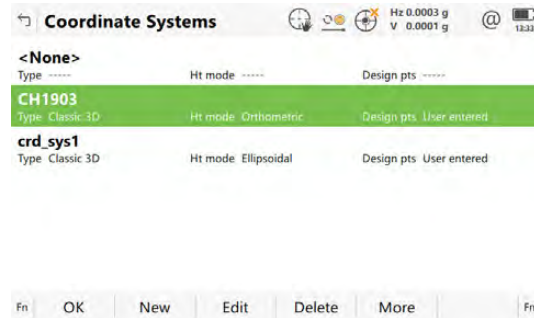 Coordinate Systems
Hz 0.0003 g
V 0.0001 g
@
13:33
<None>
Type ----- Ht mode ----- Design pts -----
CH1903
Type Classic 3D Ht mode Orthometric Design pts User entered
crd_sys1
Type Classic 3D Ht mode Ellipsoidal Design pts User entered
Fn OK New Edit Delete More Fn